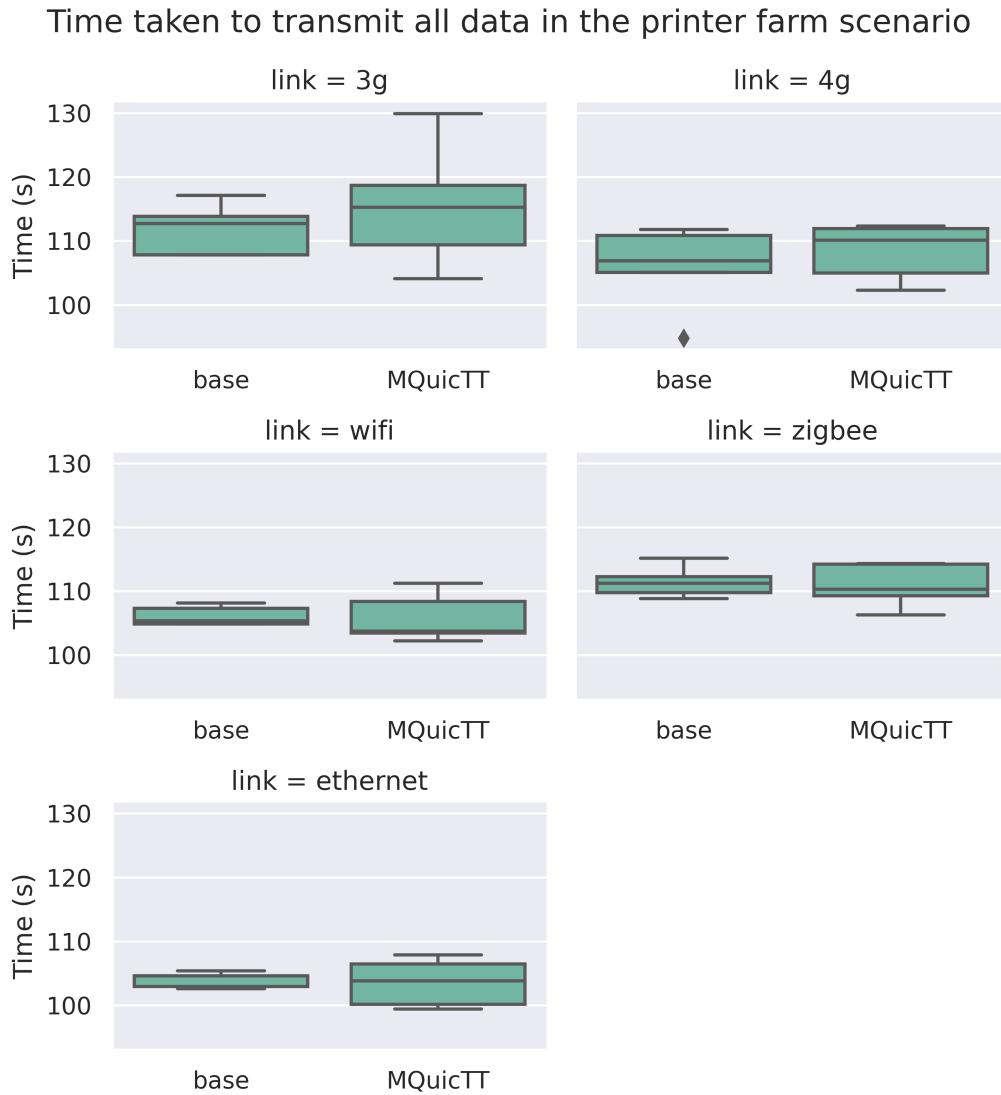 Time taken to transmit all data in the printer farm scenario
link = 3g
link = 4g
130
120
110
100
Time (s)
base
MQuicTT
base
MQuicTT
link = wifi
link = zigbee
130
120
110
100
Time (s)
base
MQuicTT
base
MQuicTT
link = ethernet
130
120
110
100
Time (s)
base
MQuicTT